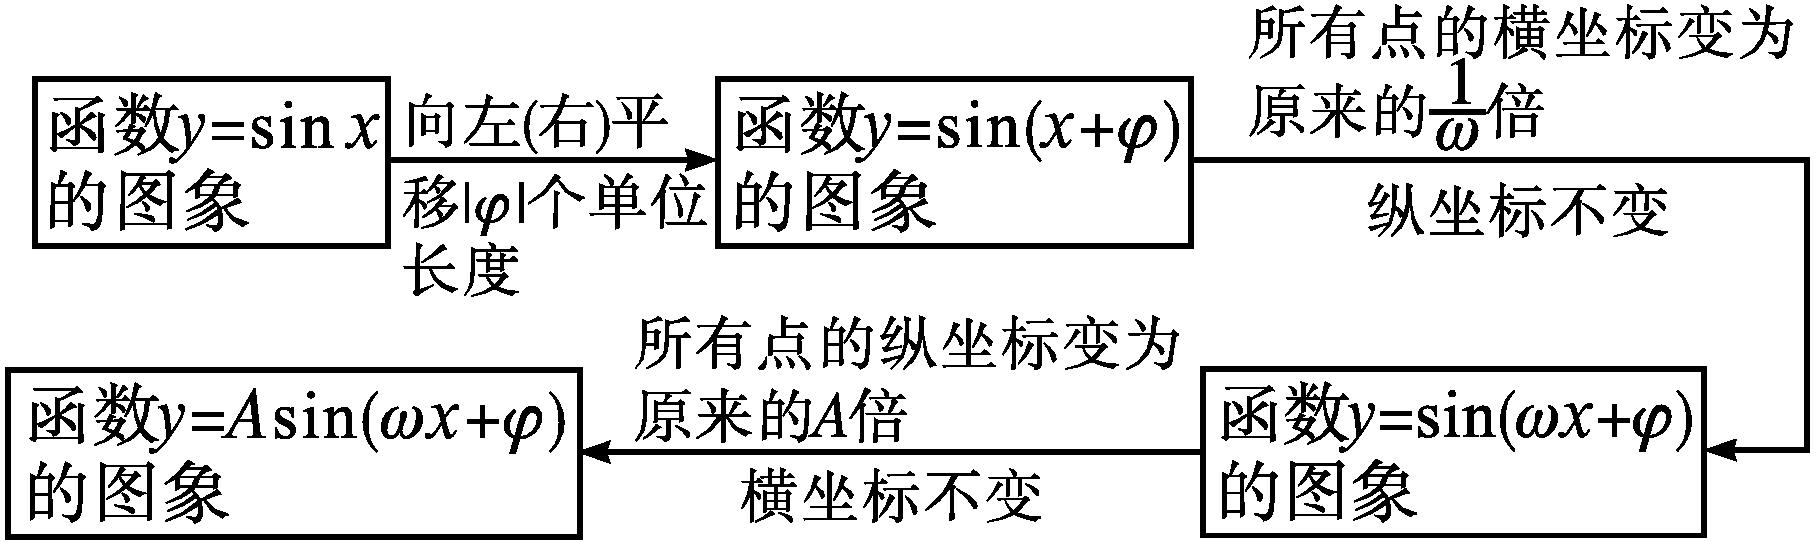 函数y=sin x
的图象
向左(右)平
移|φ|个单位
长度
函数y=sin(x+φ)
的图象
所有点的横坐标变为
原来的1/ω倍
纵坐标不变
函数y=sin(ωx+φ)
的图象
所有点的纵坐标变为
原来的A倍
横坐标不变
函数y=Asin(ωx+φ)
的图象